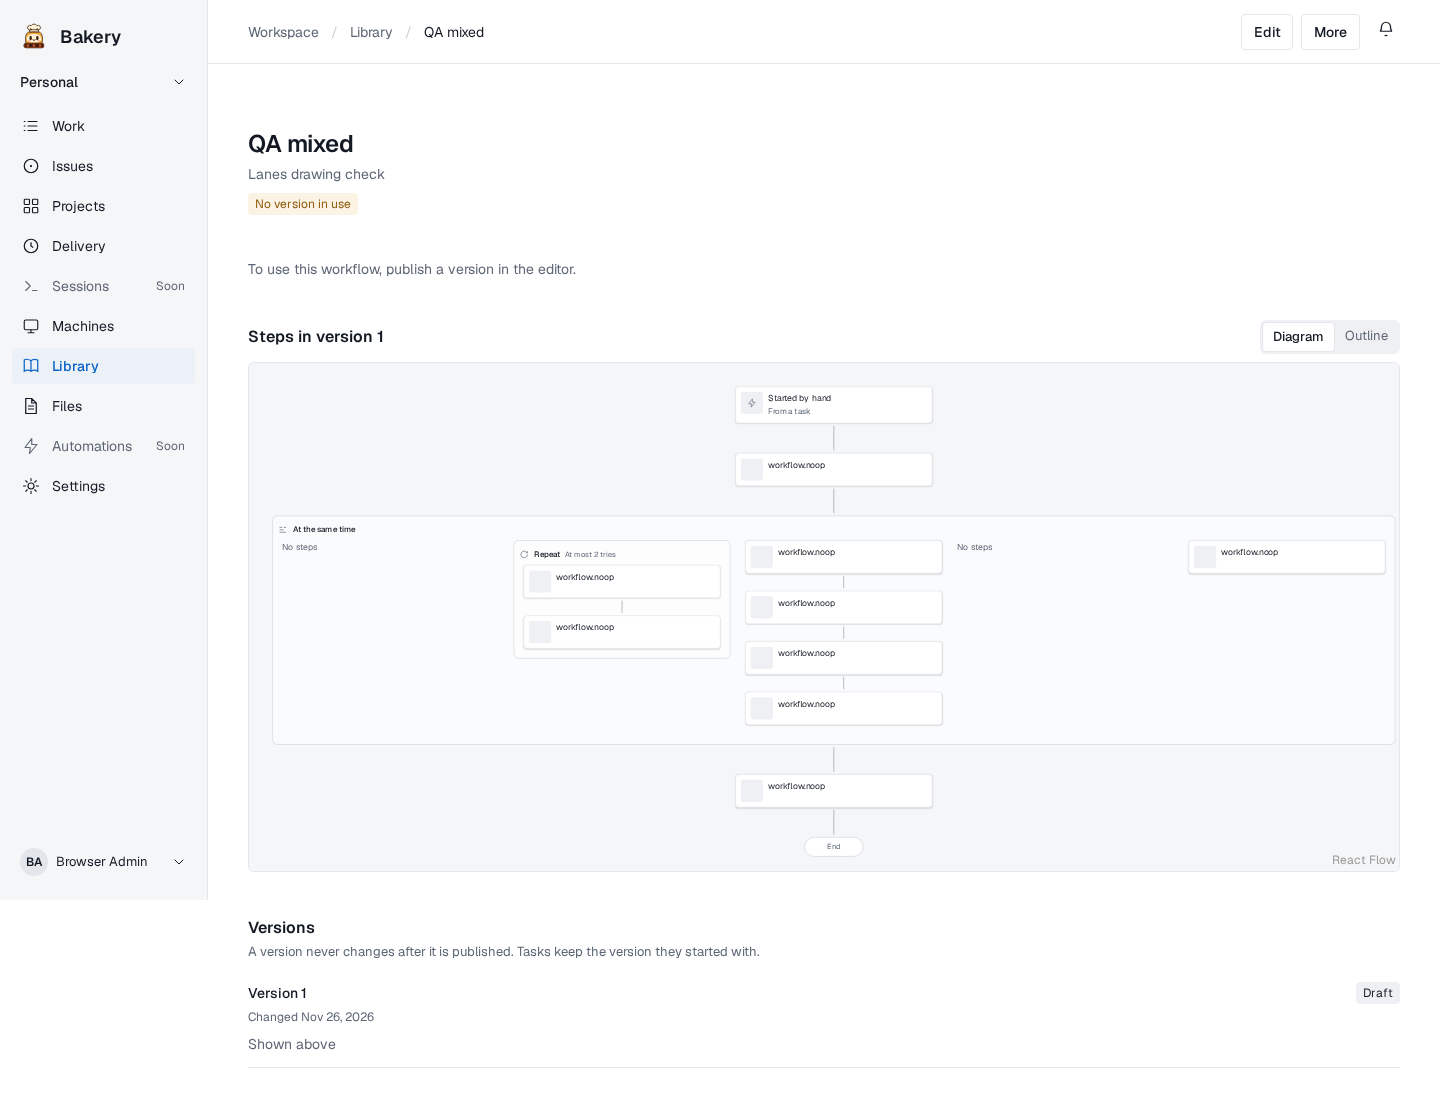 Bakery
Personal
Work
Issues
Projects
Delivery
Sessions Soon
Machines
Library
Files
Automations Soon
Settings
BA Browser Admin
Workspace / Library / QA mixed
Edit More
QA mixed
Lanes drawing check
No version in use
To use this workflow, publish a version in the editor.
Steps in version 1
Diagram Outline
Started by hand
From a task
workflow.noop
At the same time
No steps
Repeat At most 2 tries
workflow.noop
workflow.noop
workflow.noop
workflow.noop
workflow.noop
workflow.noop
No steps
workflow.noop
workflow.noop
End
React Flow
Versions
A version never changes after it is published. Tasks keep the version they started with.
Version 1 Draft
Changed Nov 26, 2026
Shown above